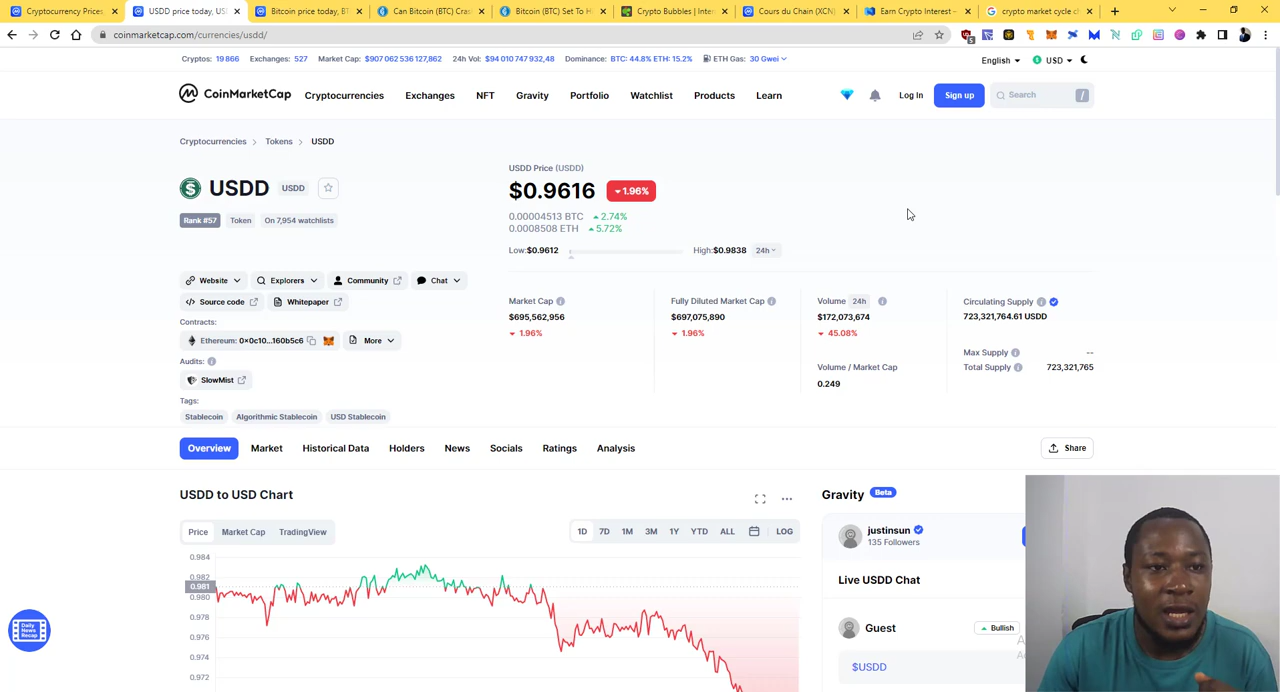 Cryptocurrency Prices
USDD price today, US
Bitcoin price today, BT
Can Bitcoin (BTC) Cras
Bitcoin (BTC) Set To H
Crypto Bubbles | Inter
Cours du Chain (XCN)
Earn Crypto Interest -
crypto market cycle c
coinmarketcap.com/currencies/usdd/
5
Cryptos: 19 866 Exchanges: 527 Market Cap: $907 062 536 127,862 24h Vol: $94 010 747 932,48 Dominance: BTC: 44.8% ETH: 15.2% ETH Gas: 30 Gwei
English USD
CoinMarketCap Cryptocurrencies Exchanges NFT Gravity Portfolio Watchlist Products Learn Log In Sign up Search /
Cryptocurrencies > Tokens > USDD
USDD USDD
Rank #57 Token On 7,954 watchlists
USDD Price (USDD)
$0.9616 1.96%
0.00004513 BTC 2.74%
0.0008508 ETH 5.72%
Low:$0.9612 High:$0.9838 24h
Website Explorers Community Chat
Source code Whitepaper
Contracts:
Ethereum: 0x0c10...160b5c6 More
Audits:
SlowMist
Tags:
Stablecoin Algorithmic Stablecoin USD Stablecoin
Market Cap
$695,562,956
1.96%
Fully Diluted Market Cap
$697,075,890
1.96%
Volume 24h
$172,073,674
45.08%
Volume / Market Cap
0.249
Circulating Supply
723,321,764.61 USDD
Max Supply --
Total Supply 723,321,765
Overview Market Historical Data Holders News Socials Ratings Analysis Share
USDD to USD Chart
Price Market Cap TradingView
1D 7D 1M 3M 1Y YTD ALL LOG
0.984
0.982
0.981
0.980
0.978
0.976
0.974
0.972
Gravity Beta
justinsun
135 Followers
Live USDD Chat
Guest Bullish
$USDD
Daily
News
Recap